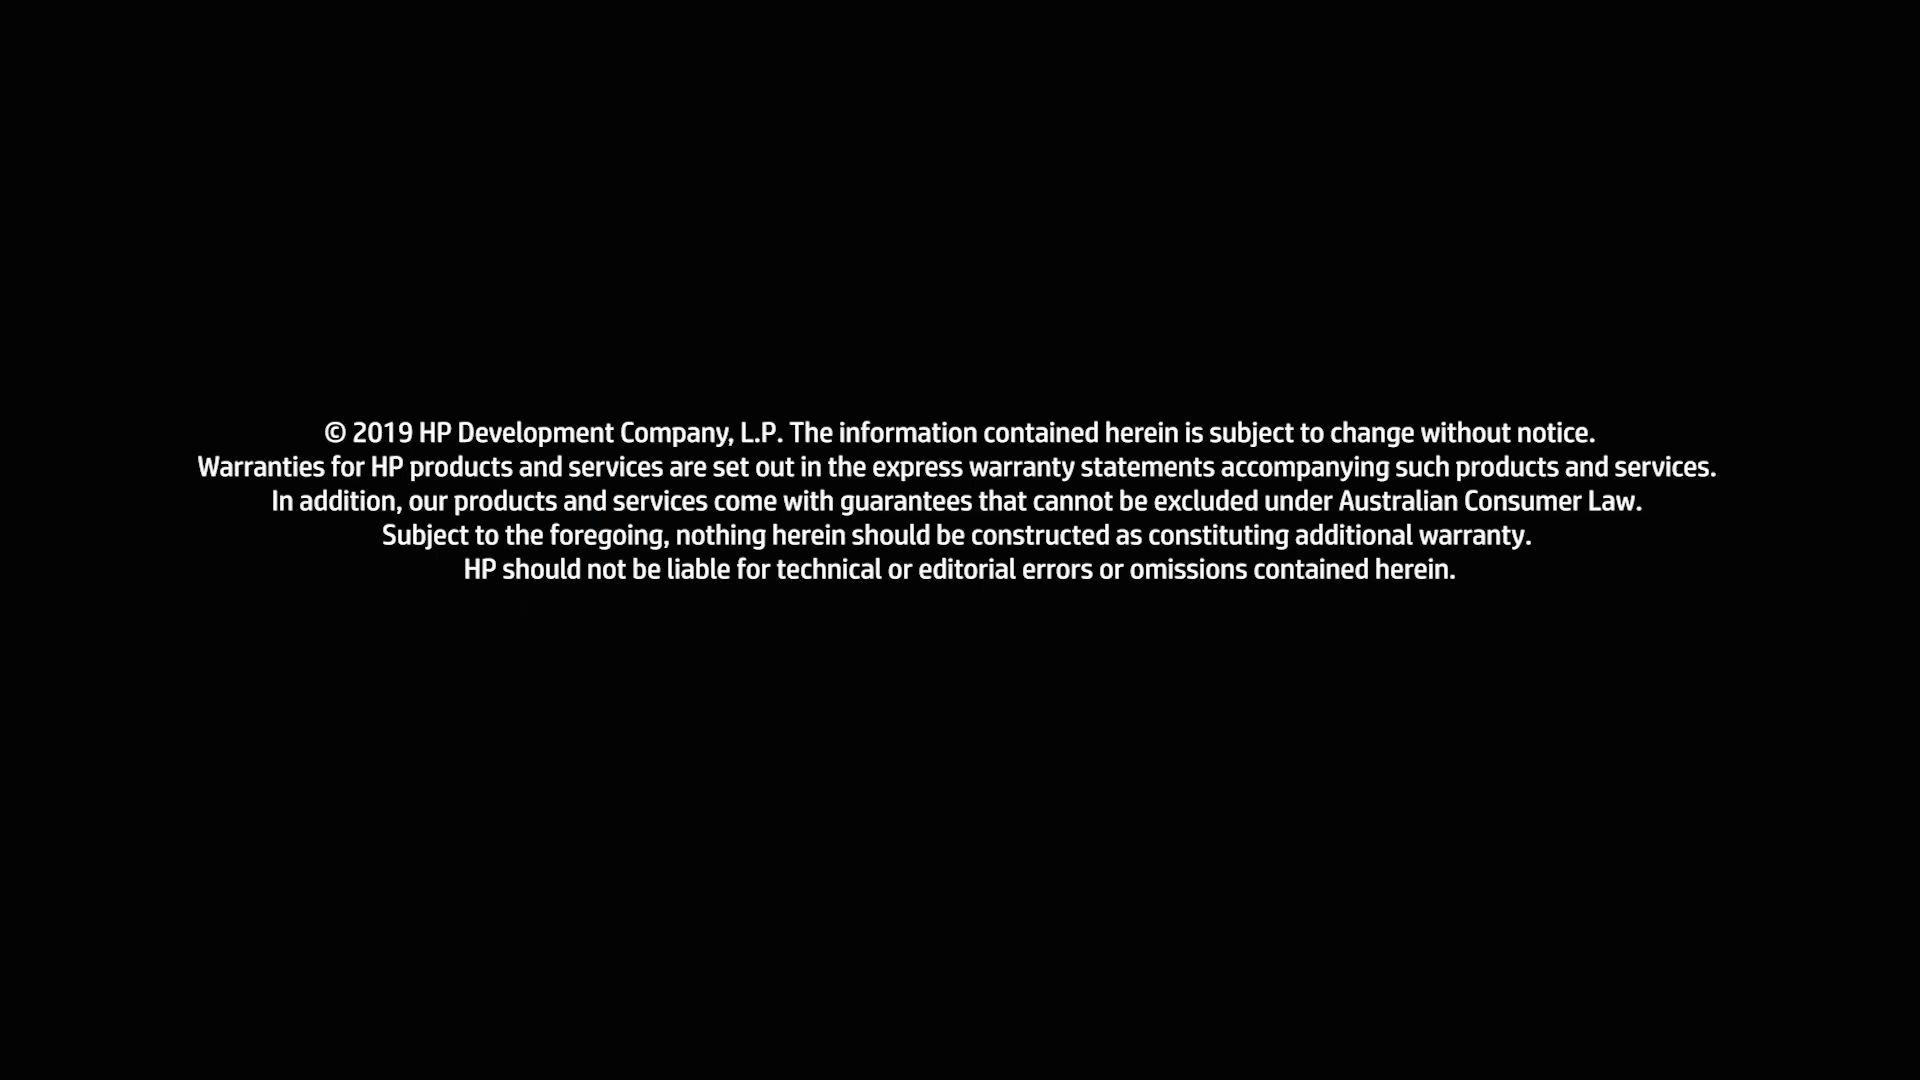 © 2019 HP Development Company, L.P. The information contained herein is subject to change without notice.
Warranties for HP products and services are set out in the express warranty statements accompanying such products and services.
In addition, our products and services come with guarantees that cannot be excluded under Australian Consumer Law.
Subject to the foregoing, nothing herein should be constructed as constituting additional warranty.
HP should not be liable for technical or editorial errors or omissions contained herein.